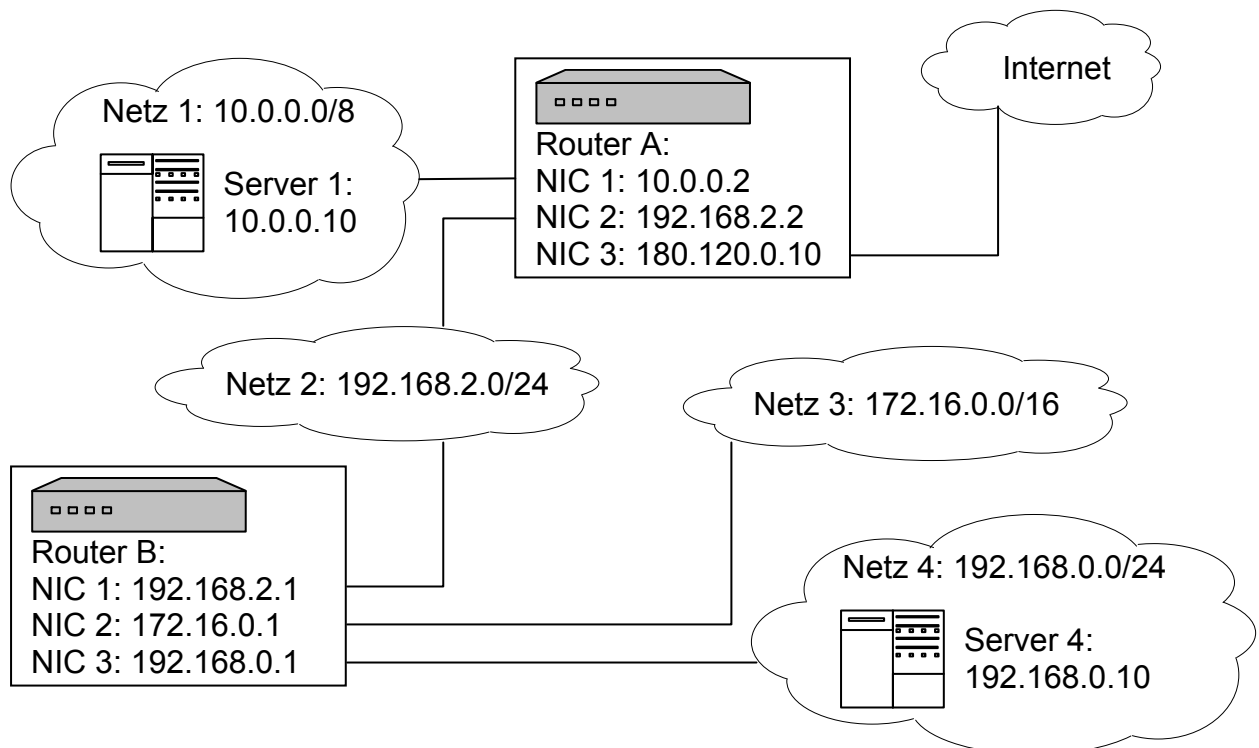 Netz 1: 10.0.0.0/8
Server 1:
10.0.0.10
Router A:
NIC 1: 10.0.0.2
NIC 2: 192.168.2.2
NIC 3: 180.120.0.10
Internet
Netz 2: 192.168.2.0/24
Netz 3: 172.16.0.0/16
Router B:
NIC 1: 192.168.2.1
NIC 2: 172.16.0.1
NIC 3: 192.168.0.1
Netz 4: 192.168.0.0/24
Server 4:
192.168.0.10